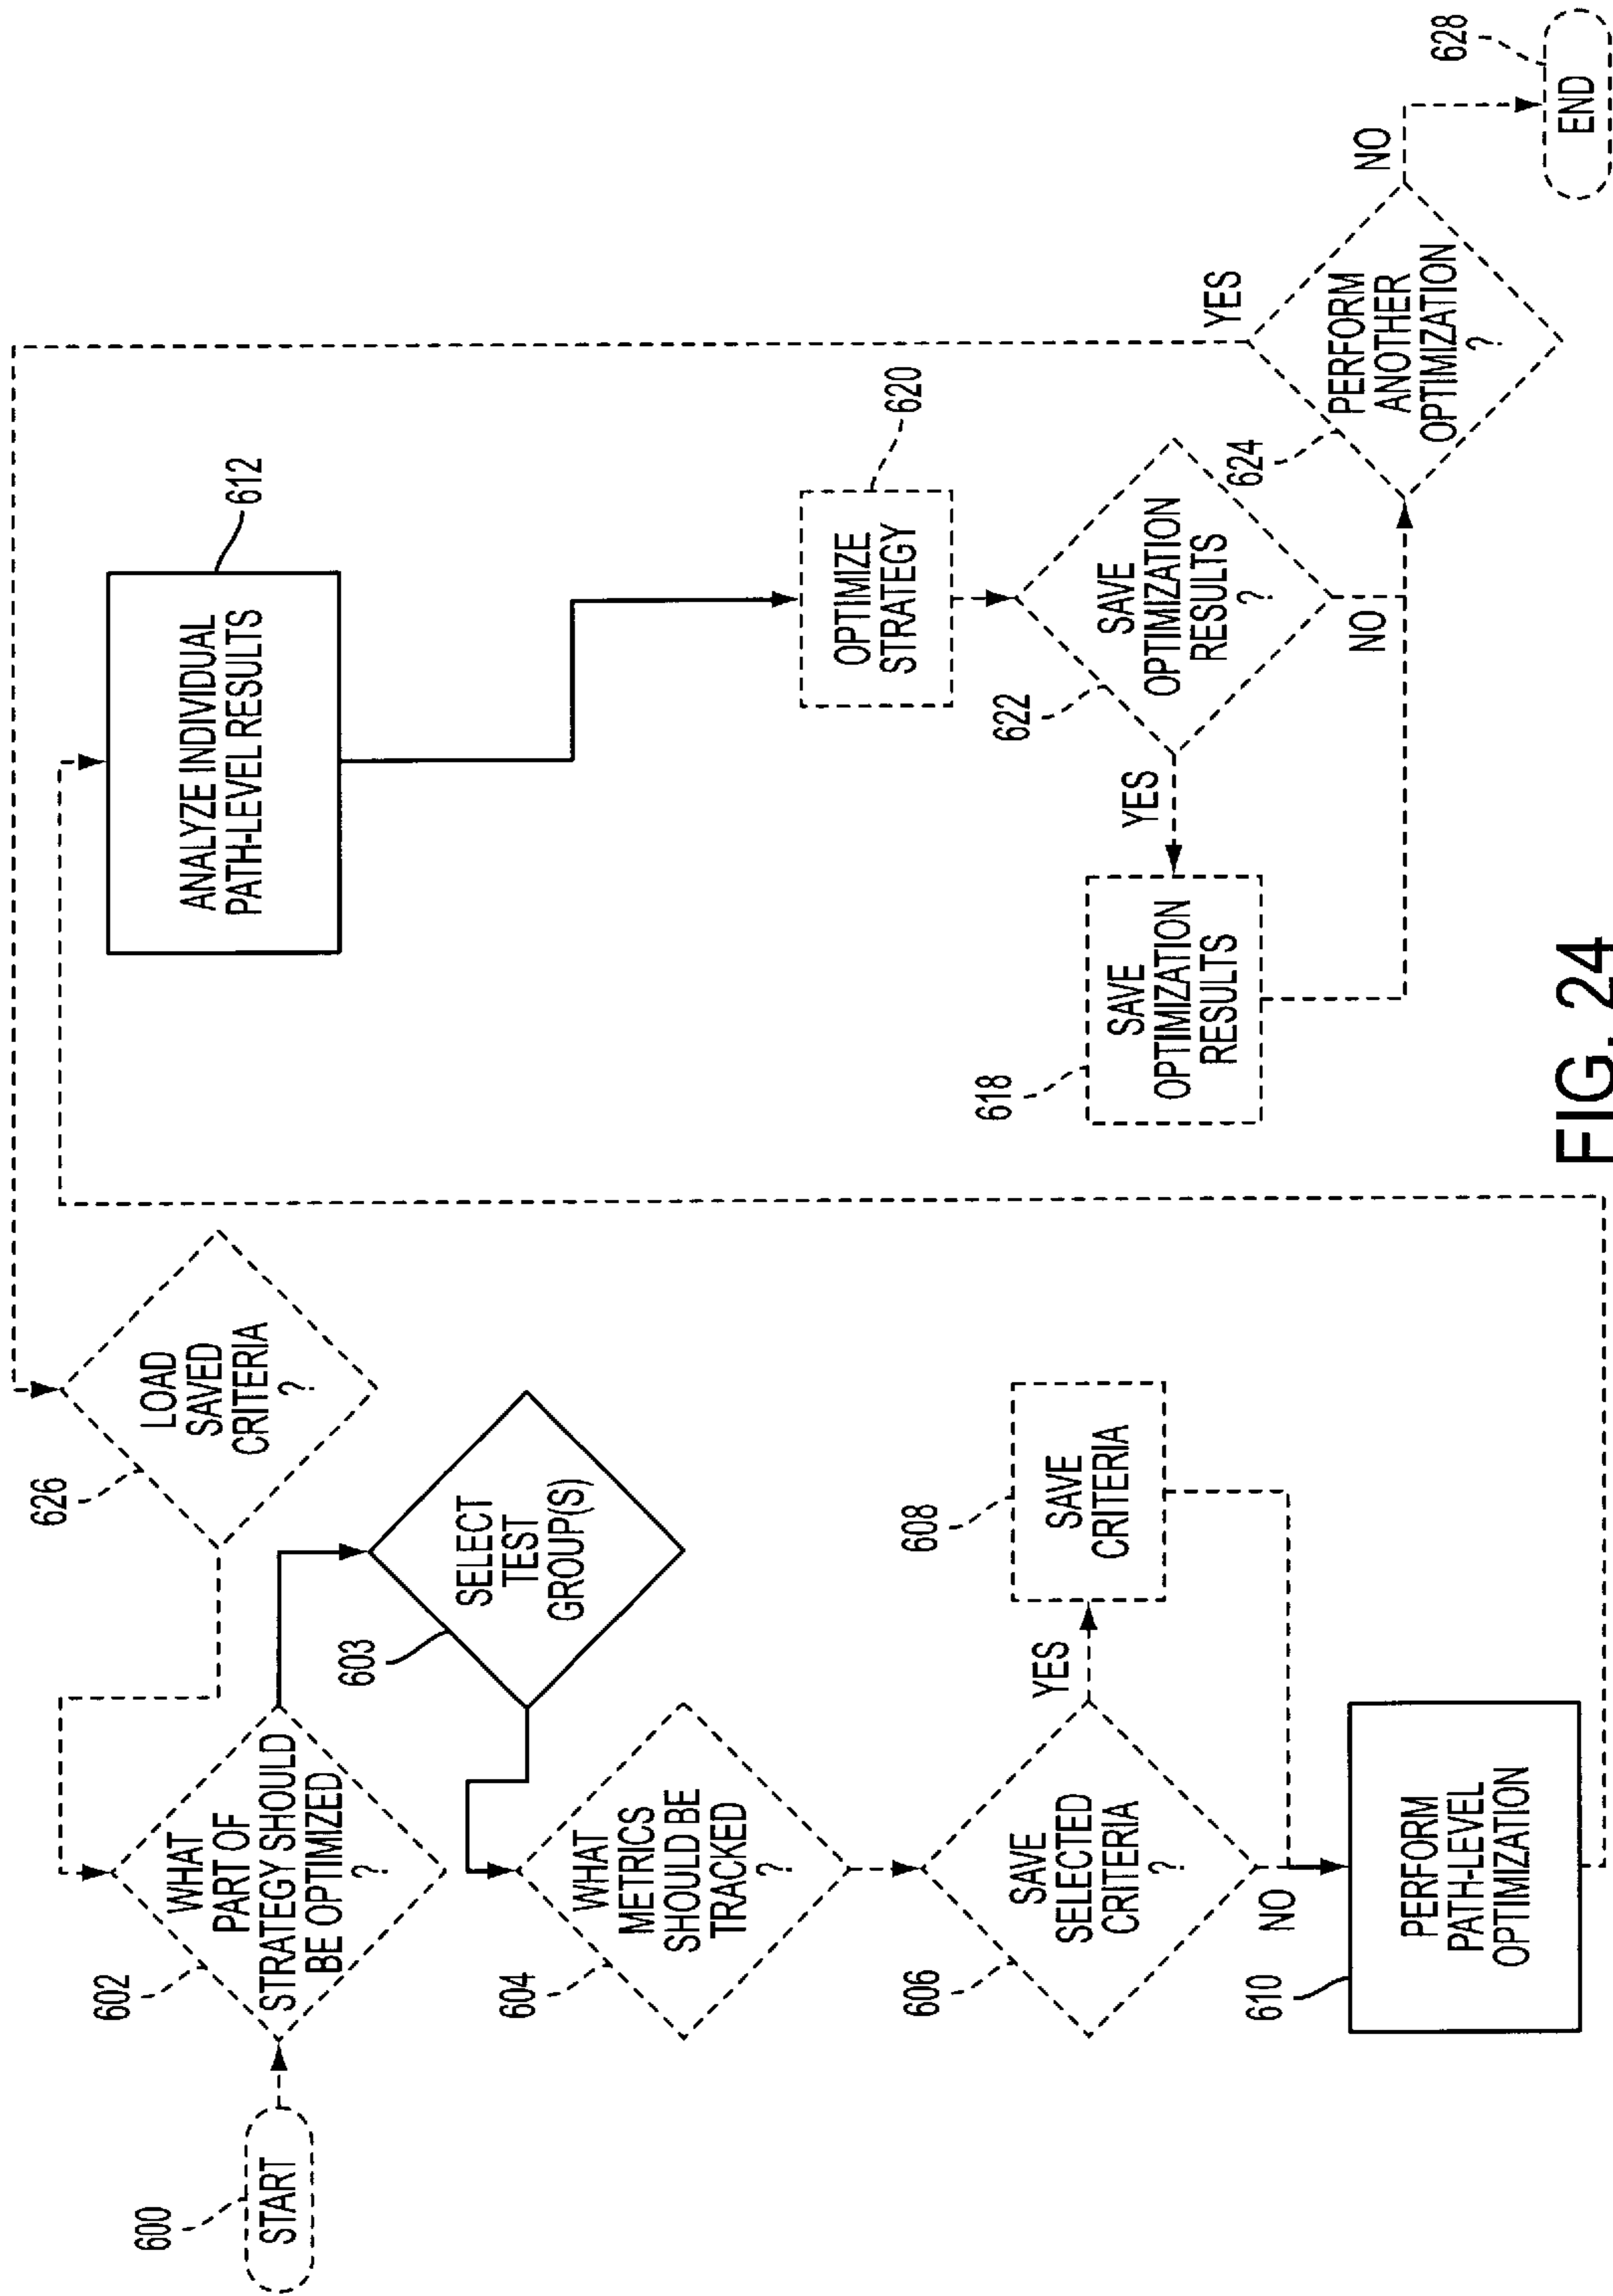 600
START
602
WHAT
PART OF
STRATEGY SHOULD
BE OPTIMIZED
?
626
LOAD
SAVED
CRITERIA
?
603
SELECT
TEST
GROUP(S)
604
WHAT
METRICS
SHOULD BE
TRACKED
?
606
SAVE
SELECTED
CRITERIA
?
YES
NO
608
SAVE
CRITERIA
610
PERFORM
PATH-LEVEL
OPTIMIZATION
612
ANALYZE INDIVIDUAL
PATH-LEVEL RESULTS
620
OPTIMIZE
STRATEGY
622
SAVE
OPTIMIZATION
RESULTS
?
YES
NO
618
SAVE
OPTIMIZATION
RESULTS
624
PERFORM
ANOTHER
OPTIMIZATION
?
YES
NO
628
END
FIG. 24